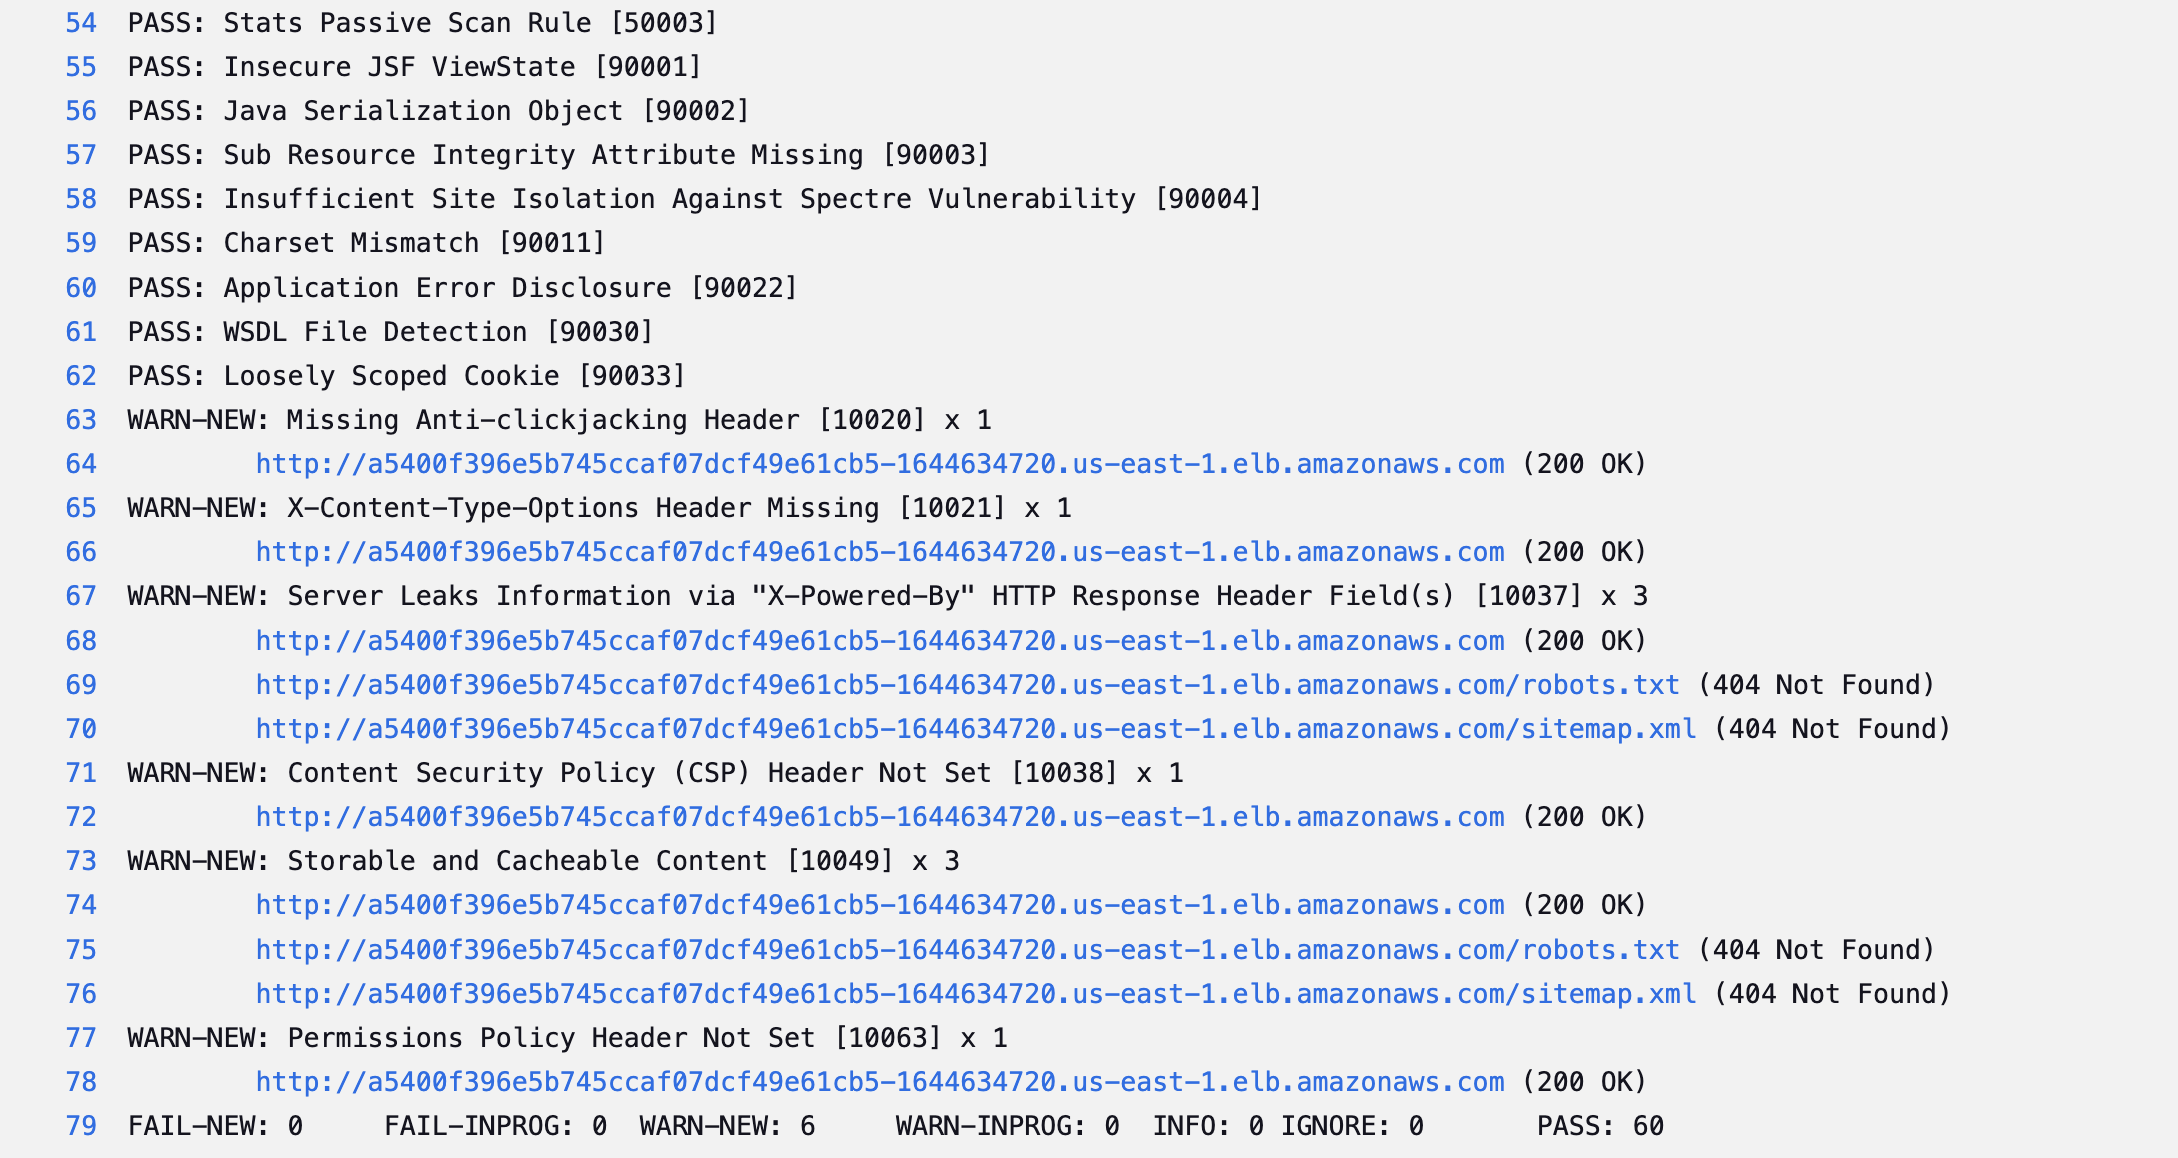 54 PASS: Stats Passive Scan Rule [50003]
55 PASS: Insecure JSF ViewState [90001]
56 PASS: Java Serialization Object [90002]
57 PASS: Sub Resource Integrity Attribute Missing [90003]
58 PASS: Insufficient Site Isolation Against Spectre Vulnerability [90004]
59 PASS: Charset Mismatch [90011]
60 PASS: Application Error Disclosure [90022]
61 PASS: WSDL File Detection [90030]
62 PASS: Loosely Scoped Cookie [90033]
63 WARN-NEW: Missing Anti-clickjacking Header [10020] x 1
64 http://a5400f396e5b745ccaf07dcf49e61cb5-1644634720.us-east-1.elb.amazonaws.com (200 OK)
65 WARN-NEW: X-Content-Type-Options Header Missing [10021] x 1
66 http://a5400f396e5b745ccaf07dcf49e61cb5-1644634720.us-east-1.elb.amazonaws.com (200 OK)
67 WARN-NEW: Server Leaks Information via "X-Powered-By" HTTP Response Header Field(s) [10037] x 3
68 http://a5400f396e5b745ccaf07dcf49e61cb5-1644634720.us-east-1.elb.amazonaws.com (200 OK)
69 http://a5400f396e5b745ccaf07dcf49e61cb5-1644634720.us-east-1.elb.amazonaws.com/robots.txt (404 Not Found)
70 http://a5400f396e5b745ccaf07dcf49e61cb5-1644634720.us-east-1.elb.amazonaws.com/sitemap.xml (404 Not Found)
71 WARN-NEW: Content Security Policy (CSP) Header Not Set [10038] x 1
72 http://a5400f396e5b745ccaf07dcf49e61cb5-1644634720.us-east-1.elb.amazonaws.com (200 OK)
73 WARN-NEW: Storable and Cacheable Content [10049] x 3
74 http://a5400f396e5b745ccaf07dcf49e61cb5-1644634720.us-east-1.elb.amazonaws.com (200 OK)
75 http://a5400f396e5b745ccaf07dcf49e61cb5-1644634720.us-east-1.elb.amazonaws.com/robots.txt (404 Not Found)
76 http://a5400f396e5b745ccaf07dcf49e61cb5-1644634720.us-east-1.elb.amazonaws.com/sitemap.xml (404 Not Found)
77 WARN-NEW: Permissions Policy Header Not Set [10063] x 1
78 http://a5400f396e5b745ccaf07dcf49e61cb5-1644634720.us-east-1.elb.amazonaws.com (200 OK)
79 FAIL-NEW: 0 FAIL-INPROG: 0 WARN-NEW: 6 WARN-INPROG: 0 INFO: 0 IGNORE: 0 PASS: 60